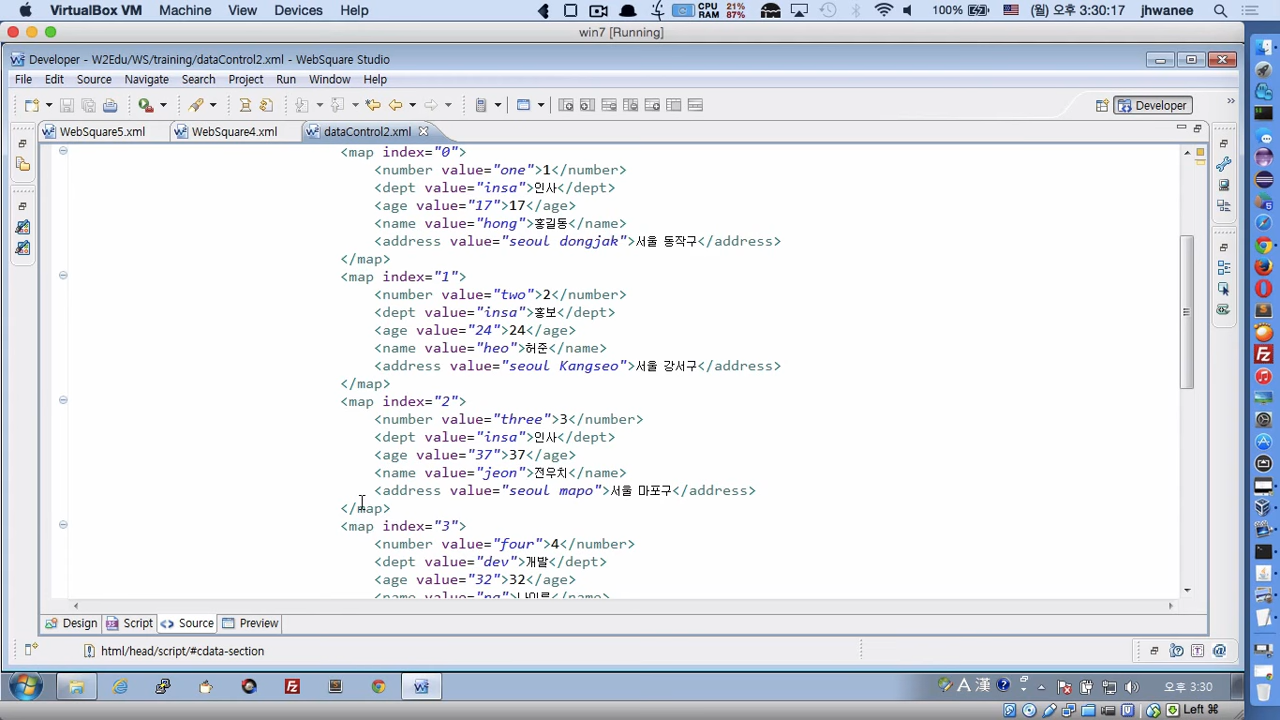 VirtualBox VM Machine View Devices Help CPU 21% RAM 87% 100% (월) 오후 3:30:17 jhwanee
win7 [Running]
Developer - W2Edu/WS/training/dataControl2.xml - WebSquare Studio
File Edit Source Navigate Search Project Run Window Help
Developer
WebSquare5.xml WebSquare4.xml dataControl2.xml
<map index="0">
<number value="one">1</number>
<dept value="insa">인사</dept>
<age value="17">17</age>
<name value="hong">홍길동</name>
<address value="seoul dongjak">서울 동작구</address>
</map>
<map index="1">
<number value="two">2</number>
<dept value="insa">홍보</dept>
<age value="24">24</age>
<name value="heo">허준</name>
<address value="seoul Kangseo">서울 강서구</address>
</map>
<map index="2">
<number value="three">3</number>
<dept value="insa">인사</dept>
<age value="37">37</age>
<name value="jeon">전우치</name>
<address value="seoul mapo">서울 마포구</address>
</map>
<map index="3">
<number value="four">4</number>
<dept value="dev">개발</dept>
<age value="32">32</age>
<name value="na">나이름</name>
Design Script Source Preview
html/head/script/#cdata-section
A 漢 오후 3:30
Left ⌘